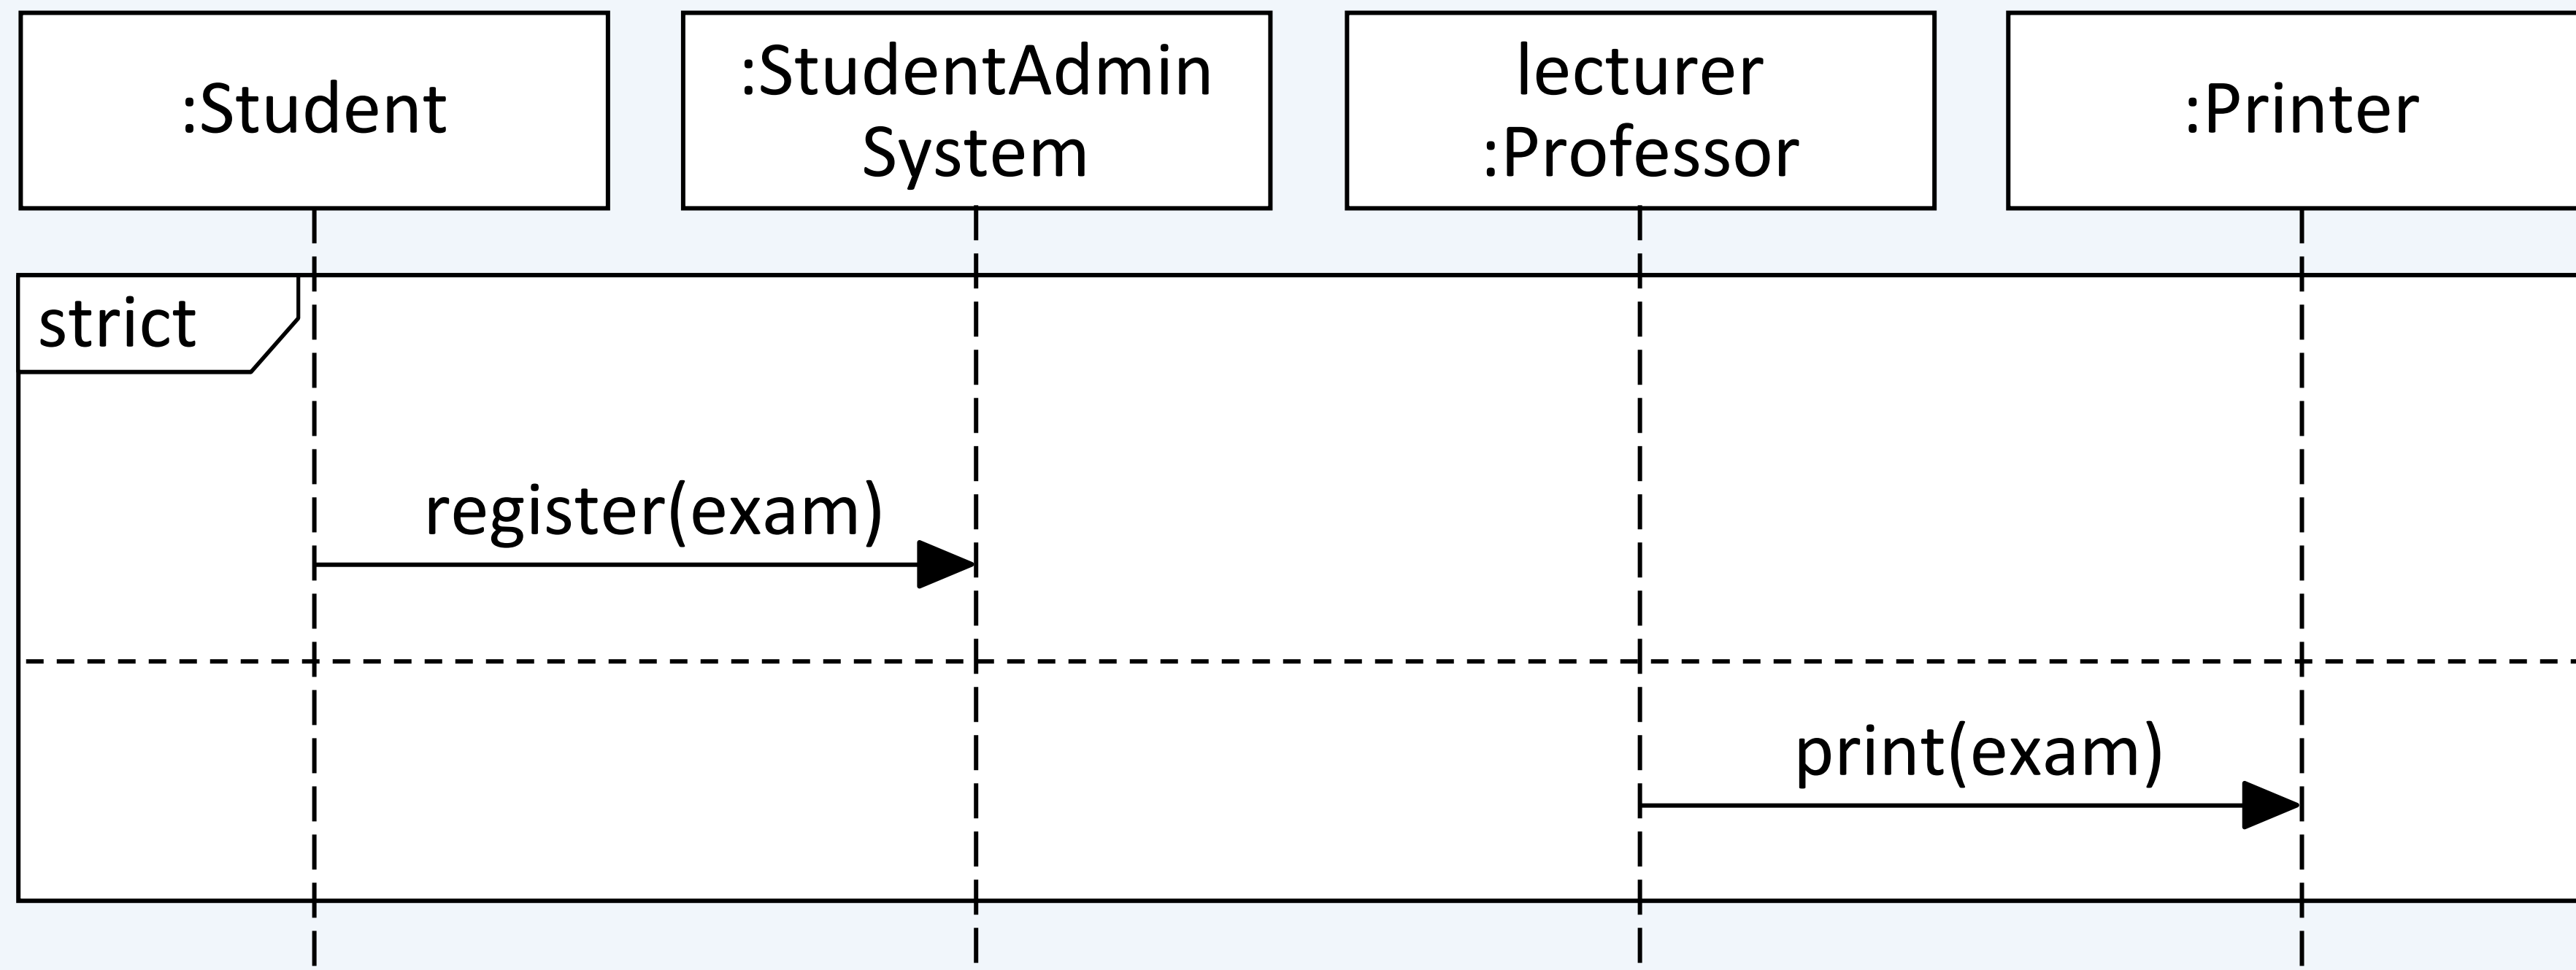 :Student
:StudentAdmin
System
lecturer
:Professor
:Printer
strict
register(exam)
print(exam)